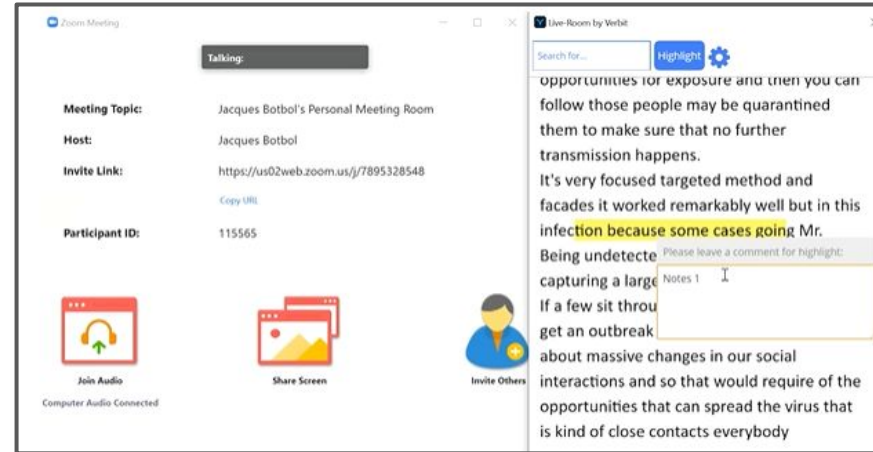 Zoom Meeting
Talking:
Meeting Topic: Jacques Botbol's Personal Meeting Room
Host: Jacques Botbol
Invite Link: https://us02web.zoom.us/j/7895328548
Copy URL
Participant ID: 115565
Join Audio
Computer Audio Connected
Share Screen
Invite Others
Live-Room by Verbit
Search for...
Highlight
opportunities for exposure and then you can
follow those people may be quarantined
them to make sure that no further
transmission happens.
It's very focused targeted method and
facades it worked remarkably well but in this
infection because some cases going Mr.
Being undetecte
Please leave a comment for highlight:
capturing a large
Notes 1
If a few sit throu
get an outbreak
about massive changes in our social
interactions and so that would require of the
opportunities that can spread the virus that
is kind of close contacts everybody